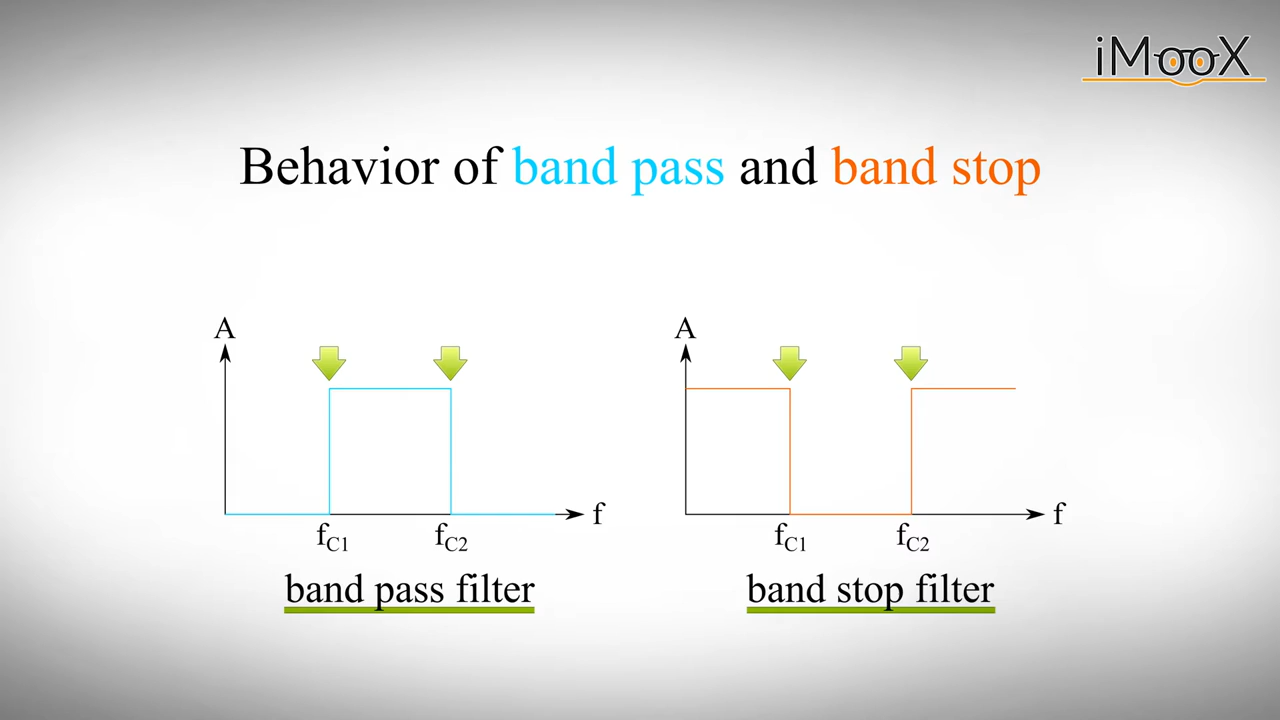 iMooX
Behavior of band pass and band stop
A
f
fC1
fC2
band pass filter
A
f
fC1
fC2
band stop filter